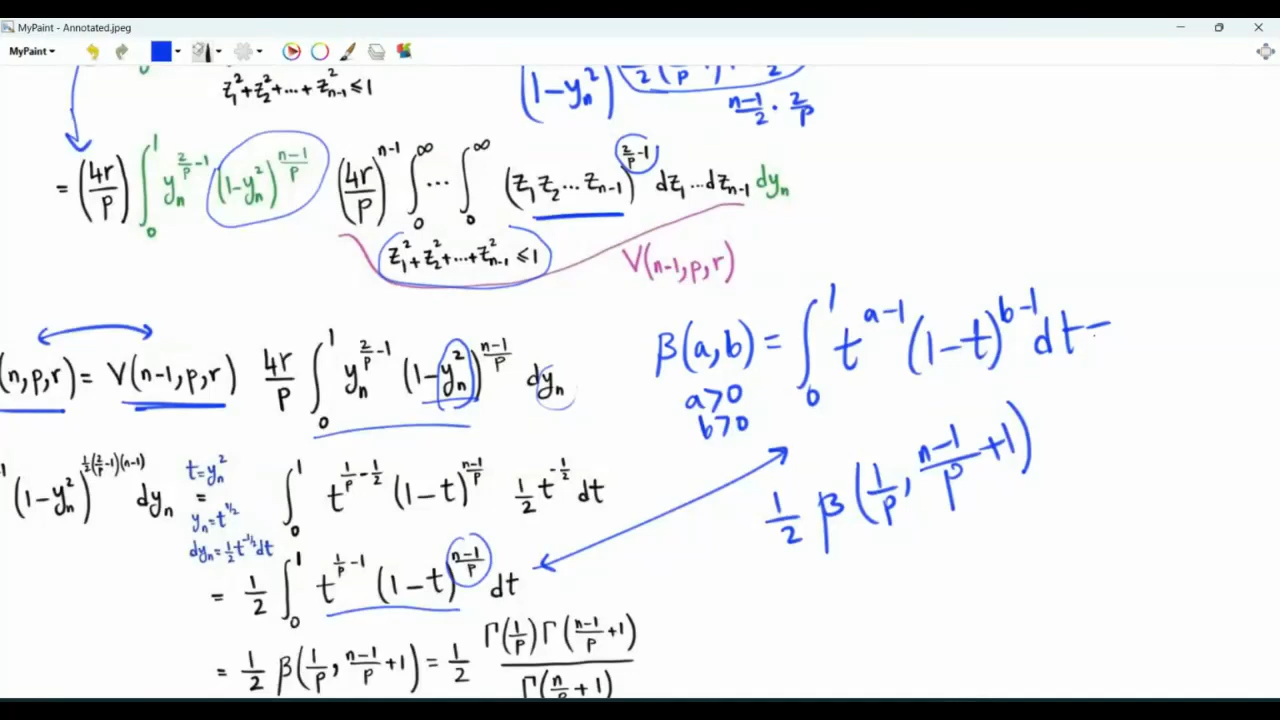 MyPaint - Annotated.jpeg
MyPaint
z₁²+z₂²+⋯+z²ₙ₋₁ ≤ 1
(1−yₙ²)
n−1/2 · 2/p
= (4r/p) ∫₀¹ yₙ^(2/p −1) (1−yₙ²)^(n−1/p) (4r/p)^(n−1) ∫₀^∞ ⋯ ∫₀^∞ (z₁ z₂ ⋯ zₙ₋₁)^(2/p −1) dz₁ ⋯ dzₙ₋₁ dyₙ
z₁²+z₂²+⋯+z²ₙ₋₁ ≤ 1
V(n−1,p,r)
(n,p,r) = V(n−1,p,r) 4r/p ∫₀¹ yₙ^(2/p −1) (1−yₙ²)^(n−1/p) dyₙ
β(a,b) = ∫₀¹ t^(a−1) (1−t)^(b−1) dt −
a>0
b>0
(1−yₙ²)^(½(2/p −1)(n−1)) dyₙ = ∫₀¹ t^(1/p − 1/2) (1−t)^(n−1/p) ½ t^(−½) dt
t=yₙ²
yₙ=t^(1/2)
dyₙ=½t^(−½)dt
½ β(1/p, n−1/p +1)
= ½ ∫₀¹ t^(1/p −1) (1−t)^(n−1/p) dt
= ½ β(1/p, n−1/p +1) = ½ Γ(1/p) Γ(n−1/p +1) / Γ(n/p +1)